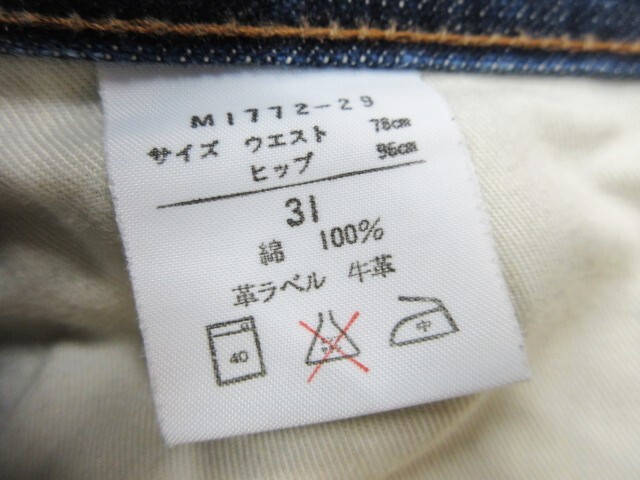 M1772-29
サイズ ウエスト 78cm
ヒップ 96cm
31
綿 100%
革ラベル 牛革
40 中